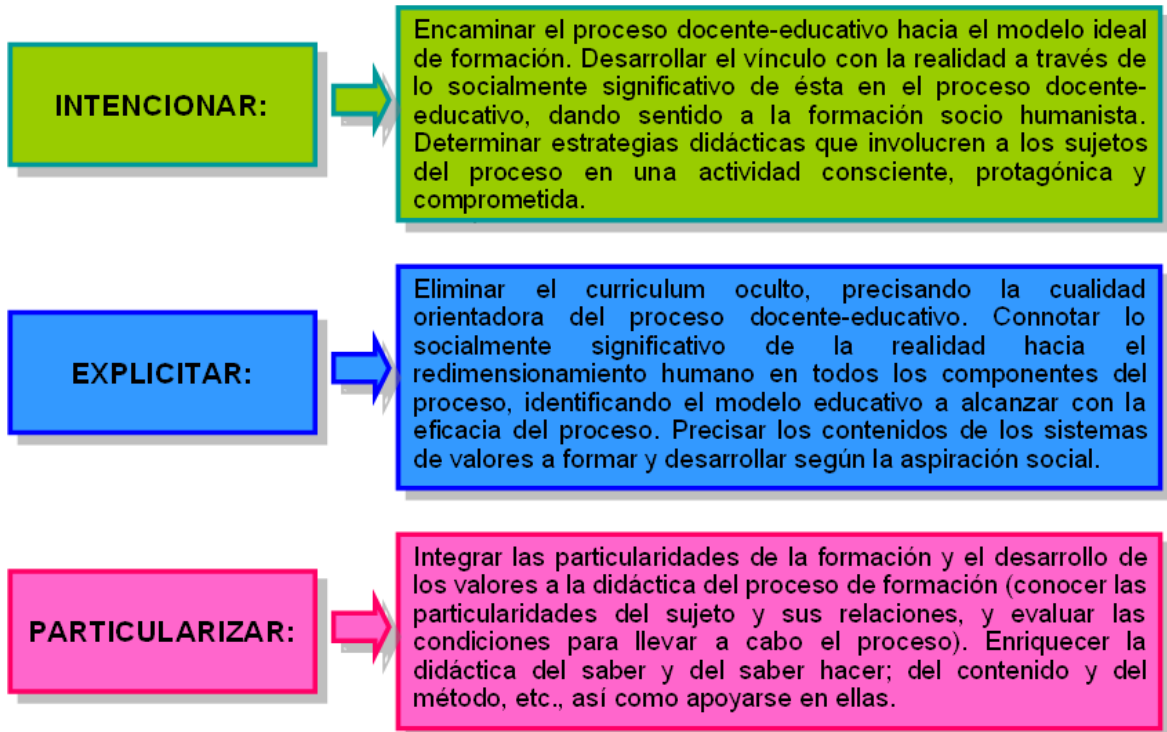 INTENCIONAR:
Encaminar el proceso docente-educativo hacia el modelo ideal
de formación. Desarrollar el vínculo con la realidad a través de
lo socialmente significativo de ésta en el proceso docente-
educativo, dando sentido a la formación socio humanista.
Determinar estrategias didácticas que involucren a los sujetos
del proceso en una actividad consciente, protagónica y
comprometida.
EXPLICITAR:
Eliminar el curriculum oculto, precisando la cualidad
orientadora del proceso docente-educativo. Connotar lo
socialmente significativo de la realidad hacia el
redimensionamiento humano en todos los componentes del
proceso, identificando el modelo educativo a alcanzar con la
eficacia del proceso. Precisar los contenidos de los sistemas
de valores a formar y desarrollar según la aspiración social.
PARTICULARIZAR:
Integrar las particularidades de la formación y el desarrollo de
los valores a la didáctica del proceso de formación (conocer las
particularidades del sujeto y sus relaciones, y evaluar las
condiciones para llevar a cabo el proceso). Enriquecer la
didáctica del saber y del saber hacer; del contenido y del
método, etc., así como apoyarse en ellas.